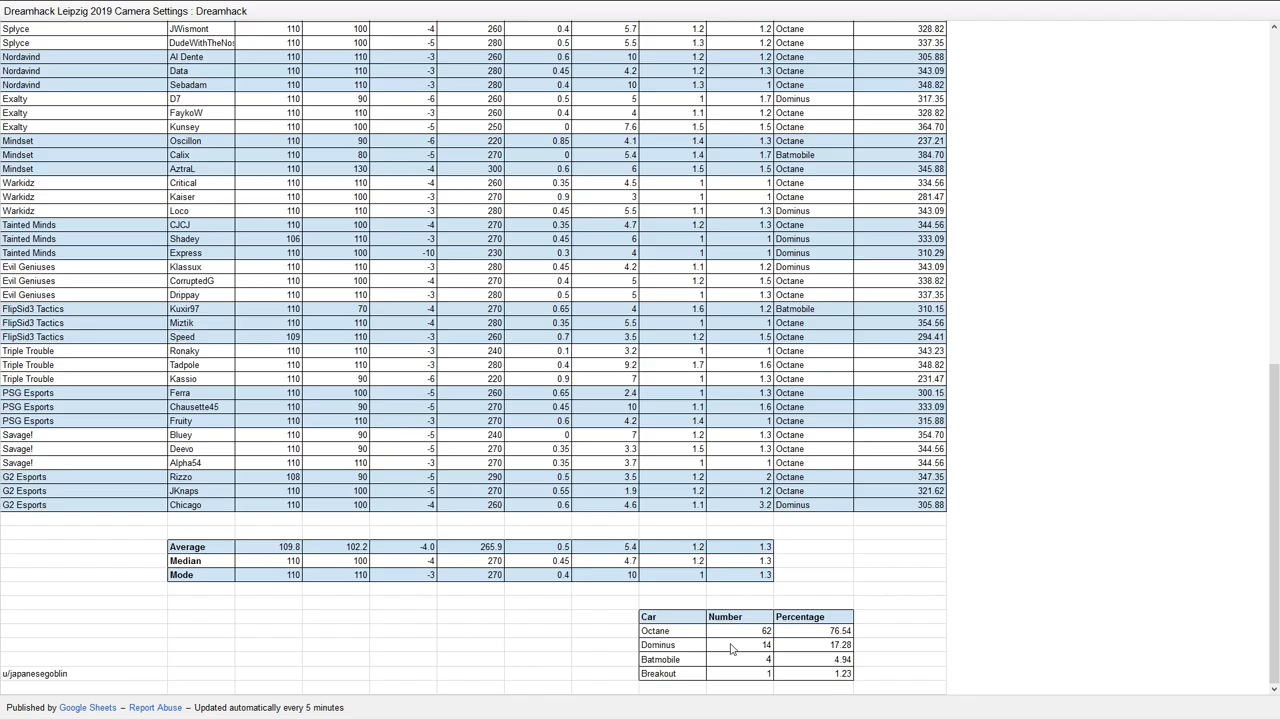 Dreamhack Leipzig 2019 Camera Settings : Dreamhack
Splyce JWismont 110 100 -4 260 0.4 5.7 1.2 1.2 Octane 328.82
Splyce DudeWithTheNos 110 100 -5 280 0.5 5.5 1.3 1.2 Octane 337.35
Nordavind Al Dente 110 110 -3 260 0.6 10 1.2 1.2 Octane 305.88
Nordavind Data 110 110 -3 280 0.45 4.2 1.2 1.3 Octane 343.09
Nordavind Sebadam 110 110 -3 280 0.4 10 1.3 1 Octane 348.82
Exalty D7 110 90 -6 260 0.5 5 1 1.7 Dominus 317.35
Exalty FaykoW 110 110 -3 260 0.4 4 1.1 1.2 Octane 328.82
Exalty Kunsey 110 100 -5 250 0 7.6 1.5 1.5 Octane 364.70
Mindset Oscillon 110 90 -6 220 0.85 4.1 1.4 1.3 Octane 237.21
Mindset Calix 110 80 -5 270 0 5.4 1.4 1.7 Batmobile 384.70
Mindset AztraL 110 130 -4 300 0.6 6 1.5 1.5 Octane 345.88
Warkidz Critical 110 110 -4 260 0.35 4.5 1 1 Octane 334.56
Warkidz Kaiser 110 100 -3 270 0.9 3 1 1 Octane 281.47
Warkidz Loco 110 110 -3 280 0.45 5.5 1.1 1.3 Dominus 343.09
Tainted Minds CJCJ 110 100 -4 270 0.35 4.7 1.2 1.3 Octane 344.56
Tainted Minds Shadey 106 110 -3 270 0.45 6 1 1 Dominus 333.09
Tainted Minds Express 110 100 -10 230 0.3 4 1 1 Dominus 310.29
Evil Geniuses Klassux 110 110 -3 280 0.45 4.2 1.1 1.2 Dominus 343.09
Evil Geniuses CorruptedG 110 110 -4 270 0.4 5 1.2 1.5 Octane 338.82
Evil Geniuses Drippay 110 110 -3 280 0.5 5 1 1.3 Octane 337.35
FlipSid3 Tactics Kuxir97 110 70 -4 270 0.65 4 1.6 1.2 Batmobile 310.15
FlipSid3 Tactics Miztik 110 110 -4 280 0.35 5.5 1 1 Octane 354.56
FlipSid3 Tactics Speed 109 110 -3 260 0.7 3.5 1.2 1.5 Octane 294.41
Triple Trouble Ronaky 110 110 -3 240 0.1 3.2 1 1 Octane 343.23
Triple Trouble Tadpole 110 110 -3 280 0.4 9.2 1.7 1.6 Octane 348.82
Triple Trouble Kassio 110 90 -6 220 0.9 7 1 1.3 Octane 231.47
PSG Esports Ferra 110 100 -5 260 0.65 2.4 1 1.3 Octane 300.15
PSG Esports Chausette45 110 90 -5 270 0.45 10 1.1 1.6 Octane 333.09
PSG Esports Fruity 110 110 -3 270 0.6 4.2 1.4 1 Octane 315.88
Savage! Bluey 110 90 -5 240 0 7 1.2 1.3 Octane 354.70
Savage! Deevo 110 90 -5 270 0.35 3.3 1.5 1.3 Octane 344.56
Savage! Alpha54 110 110 -3 270 0.35 3.7 1 1 Octane 344.56
G2 Esports Rizzo 108 90 -5 290 0.5 3.5 1.2 2 Octane 347.35
G2 Esports JKnaps 110 100 -5 270 0.55 1.9 1.2 1.2 Octane 321.62
G2 Esports Chicago 110 100 -4 260 0.6 4.6 1.1 3.2 Dominus 305.88
Average 109.8 102.2 -4.0 265.9 0.5 5.4 1.2 1.3
Median 110 100 -4 270 0.45 4.7 1.2 1.3
Mode 110 110 -3 270 0.4 10 1 1.3
Car Number Percentage
Octane 62 76.54
Dominus 14 17.28
Batmobile 4 4.94
u/japanesegoblin Breakout 1 1.23
Published by Google Sheets – Report Abuse – Updated automatically every 5 minutes